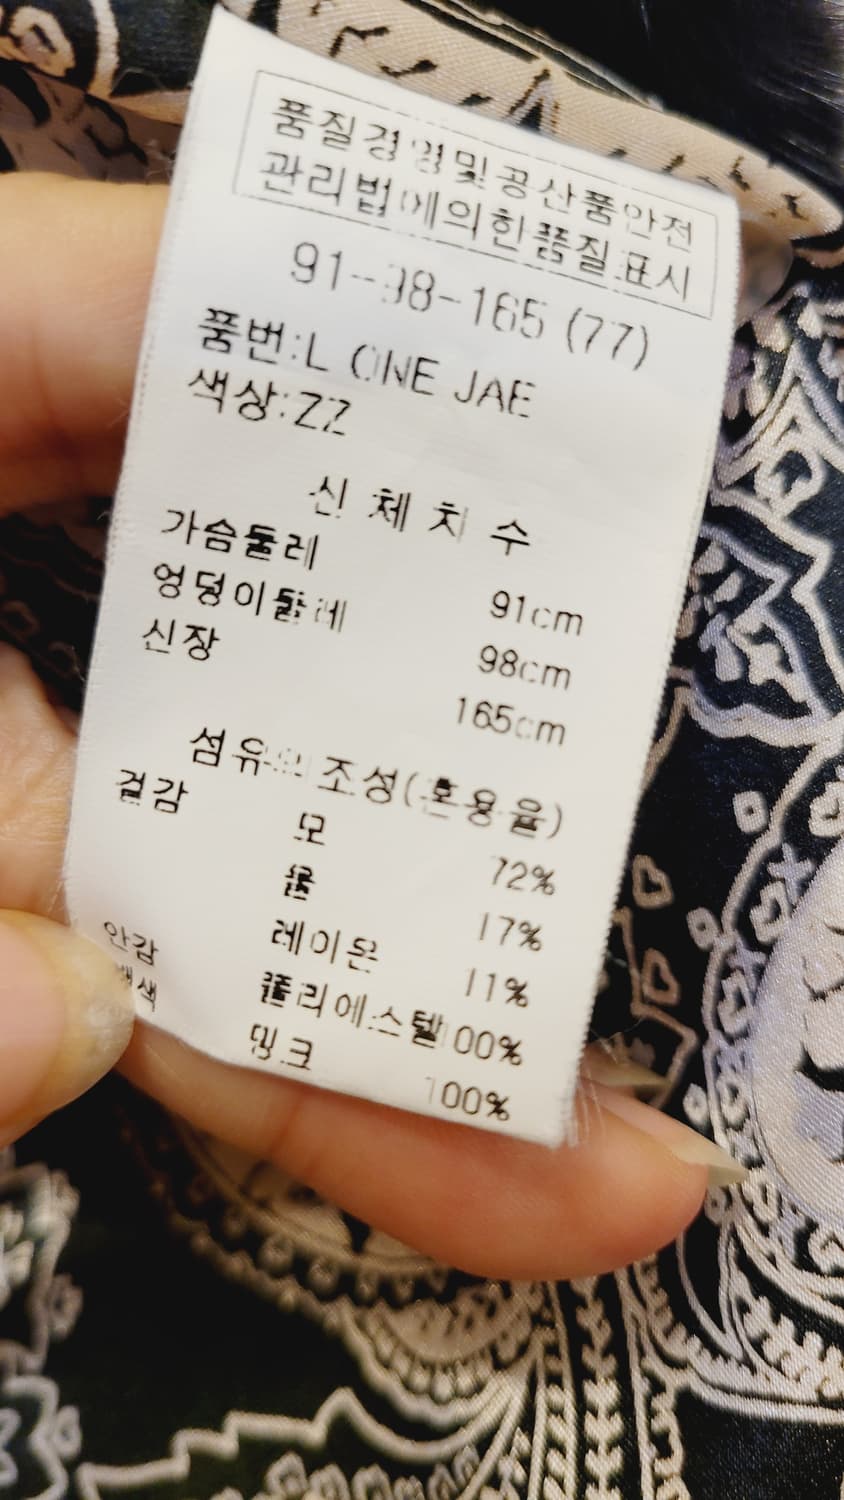 품질경영및공산품안전
관리법에의한품질표시
91-98-165 (77)
품번:L ONE JAE
색상:ZZ
신 체 치 수
가슴둘레 91cm
엉덩이둘레 98cm
신장 165cm
섬유의 조성(혼용율)
겉감 모 72%
울 17%
레이온 11%
안감 폴리에스텔100%
배색 밍크 100%